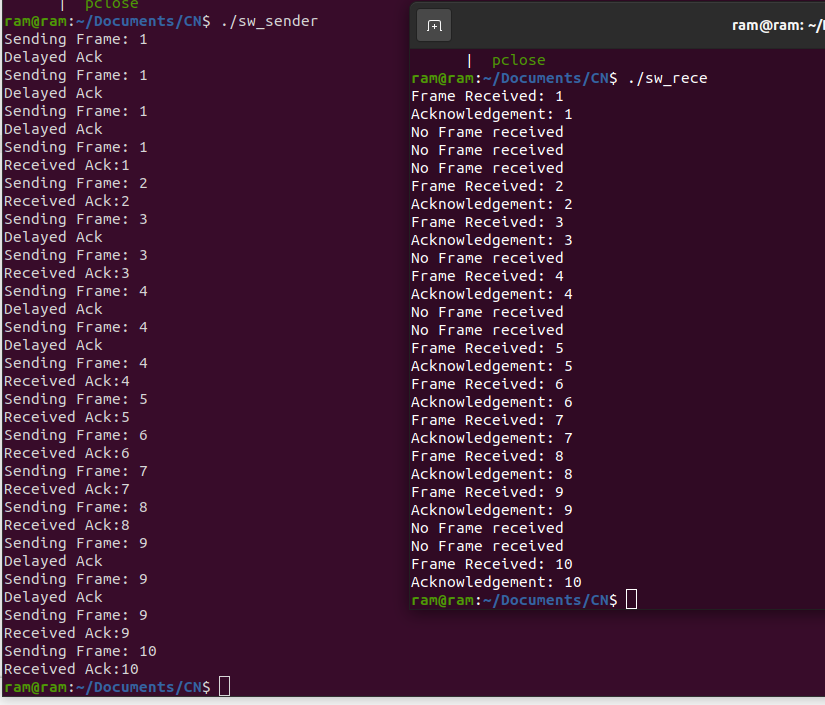 | pclose
ram@ram:~/Documents/CN$ ./sw_sender
Sending Frame: 1
Delayed Ack
Sending Frame: 1
Delayed Ack
Sending Frame: 1
Delayed Ack
Sending Frame: 1
Received Ack:1
Sending Frame: 2
Received Ack:2
Sending Frame: 3
Delayed Ack
Sending Frame: 3
Received Ack:3
Sending Frame: 4
Delayed Ack
Sending Frame: 4
Delayed Ack
Sending Frame: 4
Received Ack:4
Sending Frame: 5
Received Ack:5
Sending Frame: 6
Received Ack:6
Sending Frame: 7
Received Ack:7
Sending Frame: 8
Received Ack:8
Sending Frame: 9
Delayed Ack
Sending Frame: 9
Delayed Ack
Sending Frame: 9
Received Ack:9
Sending Frame: 10
Received Ack:10
ram@ram:~/Documents/CN$
ram@ram: ~/
| pclose
ram@ram:~/Documents/CN$ ./sw_rece
Frame Received: 1
Acknowledgement: 1
No Frame received
No Frame received
No Frame received
Frame Received: 2
Acknowledgement: 2
Frame Received: 3
Acknowledgement: 3
No Frame received
Frame Received: 4
Acknowledgement: 4
No Frame received
No Frame received
Frame Received: 5
Acknowledgement: 5
Frame Received: 6
Acknowledgement: 6
Frame Received: 7
Acknowledgement: 7
Frame Received: 8
Acknowledgement: 8
Frame Received: 9
Acknowledgement: 9
No Frame received
No Frame received
Frame Received: 10
Acknowledgement: 10
ram@ram:~/Documents/CN$